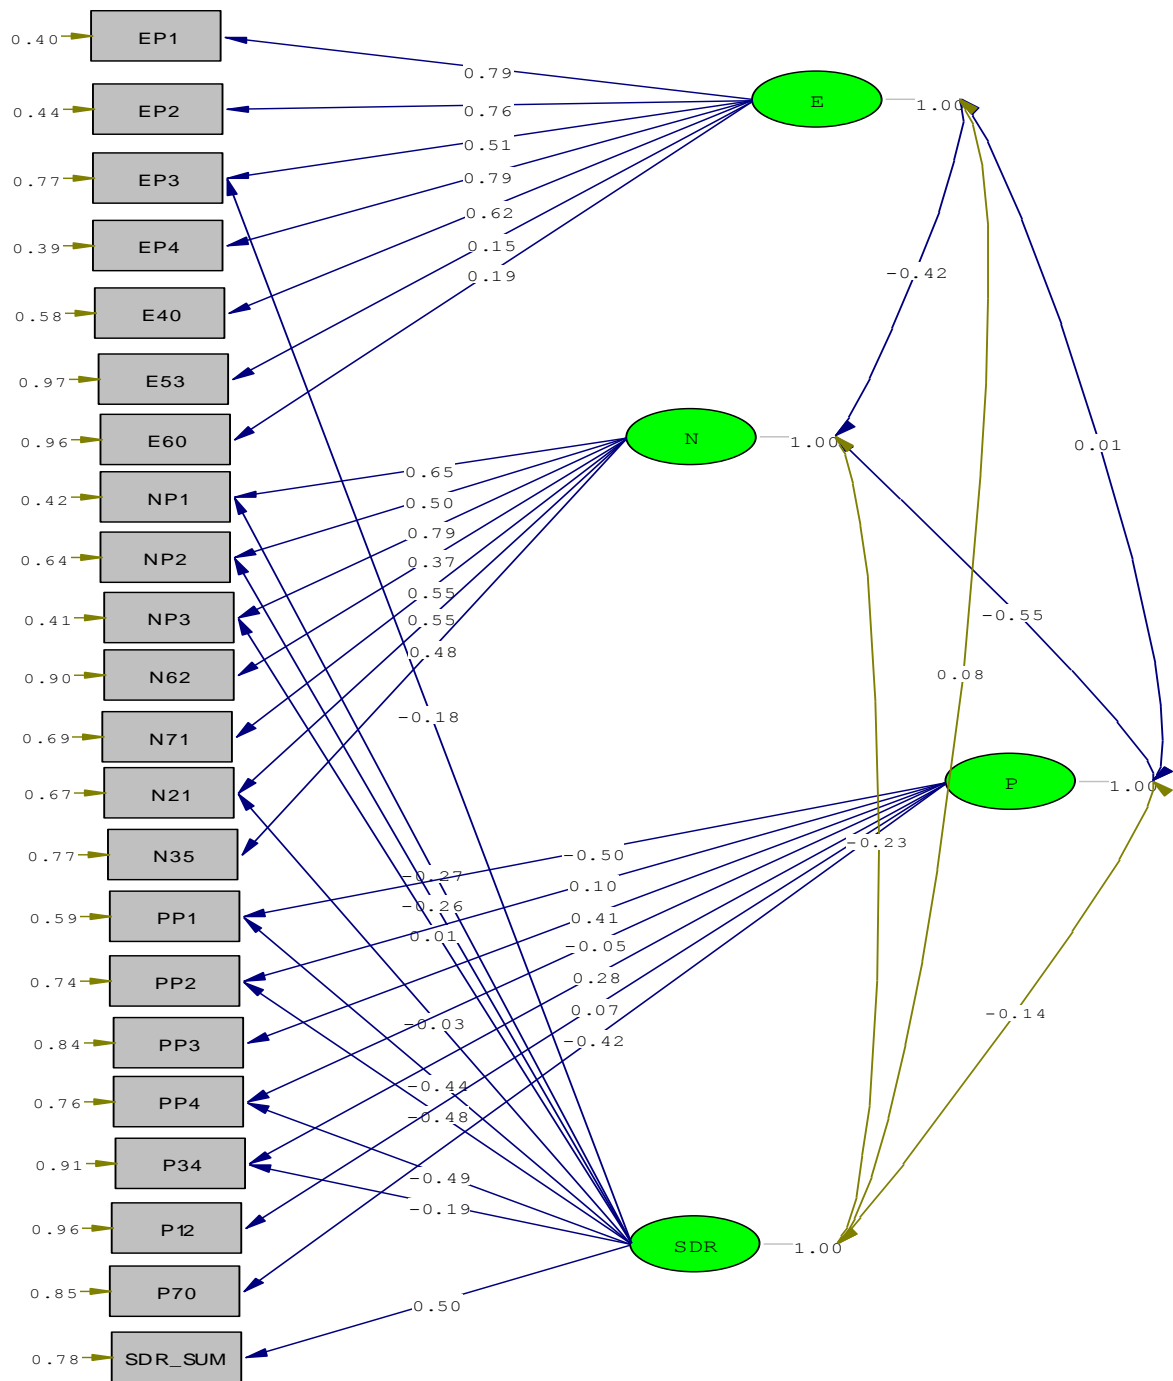 0.40 EP1
0.79
0.44 EP2
0.76
E
1.00
0.51
0.77 EP3
0.79
0.62
0.39 EP4
0.15
0.19
-0.42
0.58 E40
0.97 E53
0.96 E60
N
1.00
0.01
0.65
0.42 NP1
0.50
0.79
0.64 NP2
0.37
0.55
0.41 NP3
0.55
-0.55
0.48
0.90 N62
0.08
-0.18
0.69 N71
0.67 N21
P
1.00
-0.23
0.77 N35
-0.50
-0.27
0.10
-0.26
0.59 PP1
0.41
0.01
-0.05
0.74 PP2
0.28
0.07
-0.14
-0.03
0.84 PP3
-0.42
-0.44
0.76 PP4
-0.48
0.91 P34
-0.49
-0.19
0.96 P12
SDR
1.00
0.85 P70
0.50
0.78 SDR_SUM